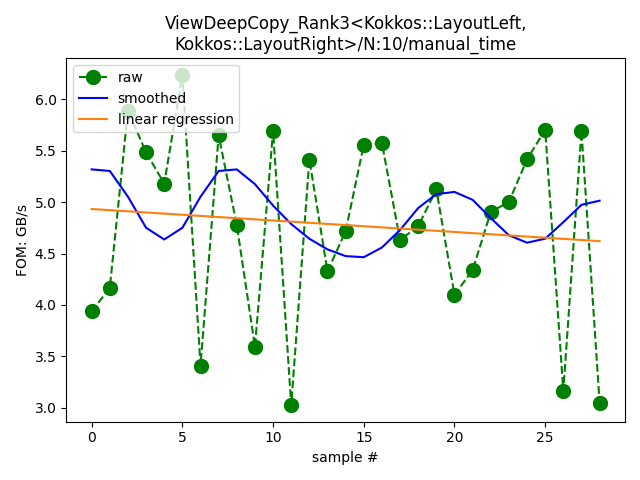 ViewDeepCopy_Rank3<Kokkos::LayoutLeft,
Kokkos::LayoutRight>/N:10/manual_time
raw
smoothed
linear regression
FOM: GB/s
6.0
5.5
5.0
4.5
4.0
3.5
3.0
0
5
10
15
20
25
sample #